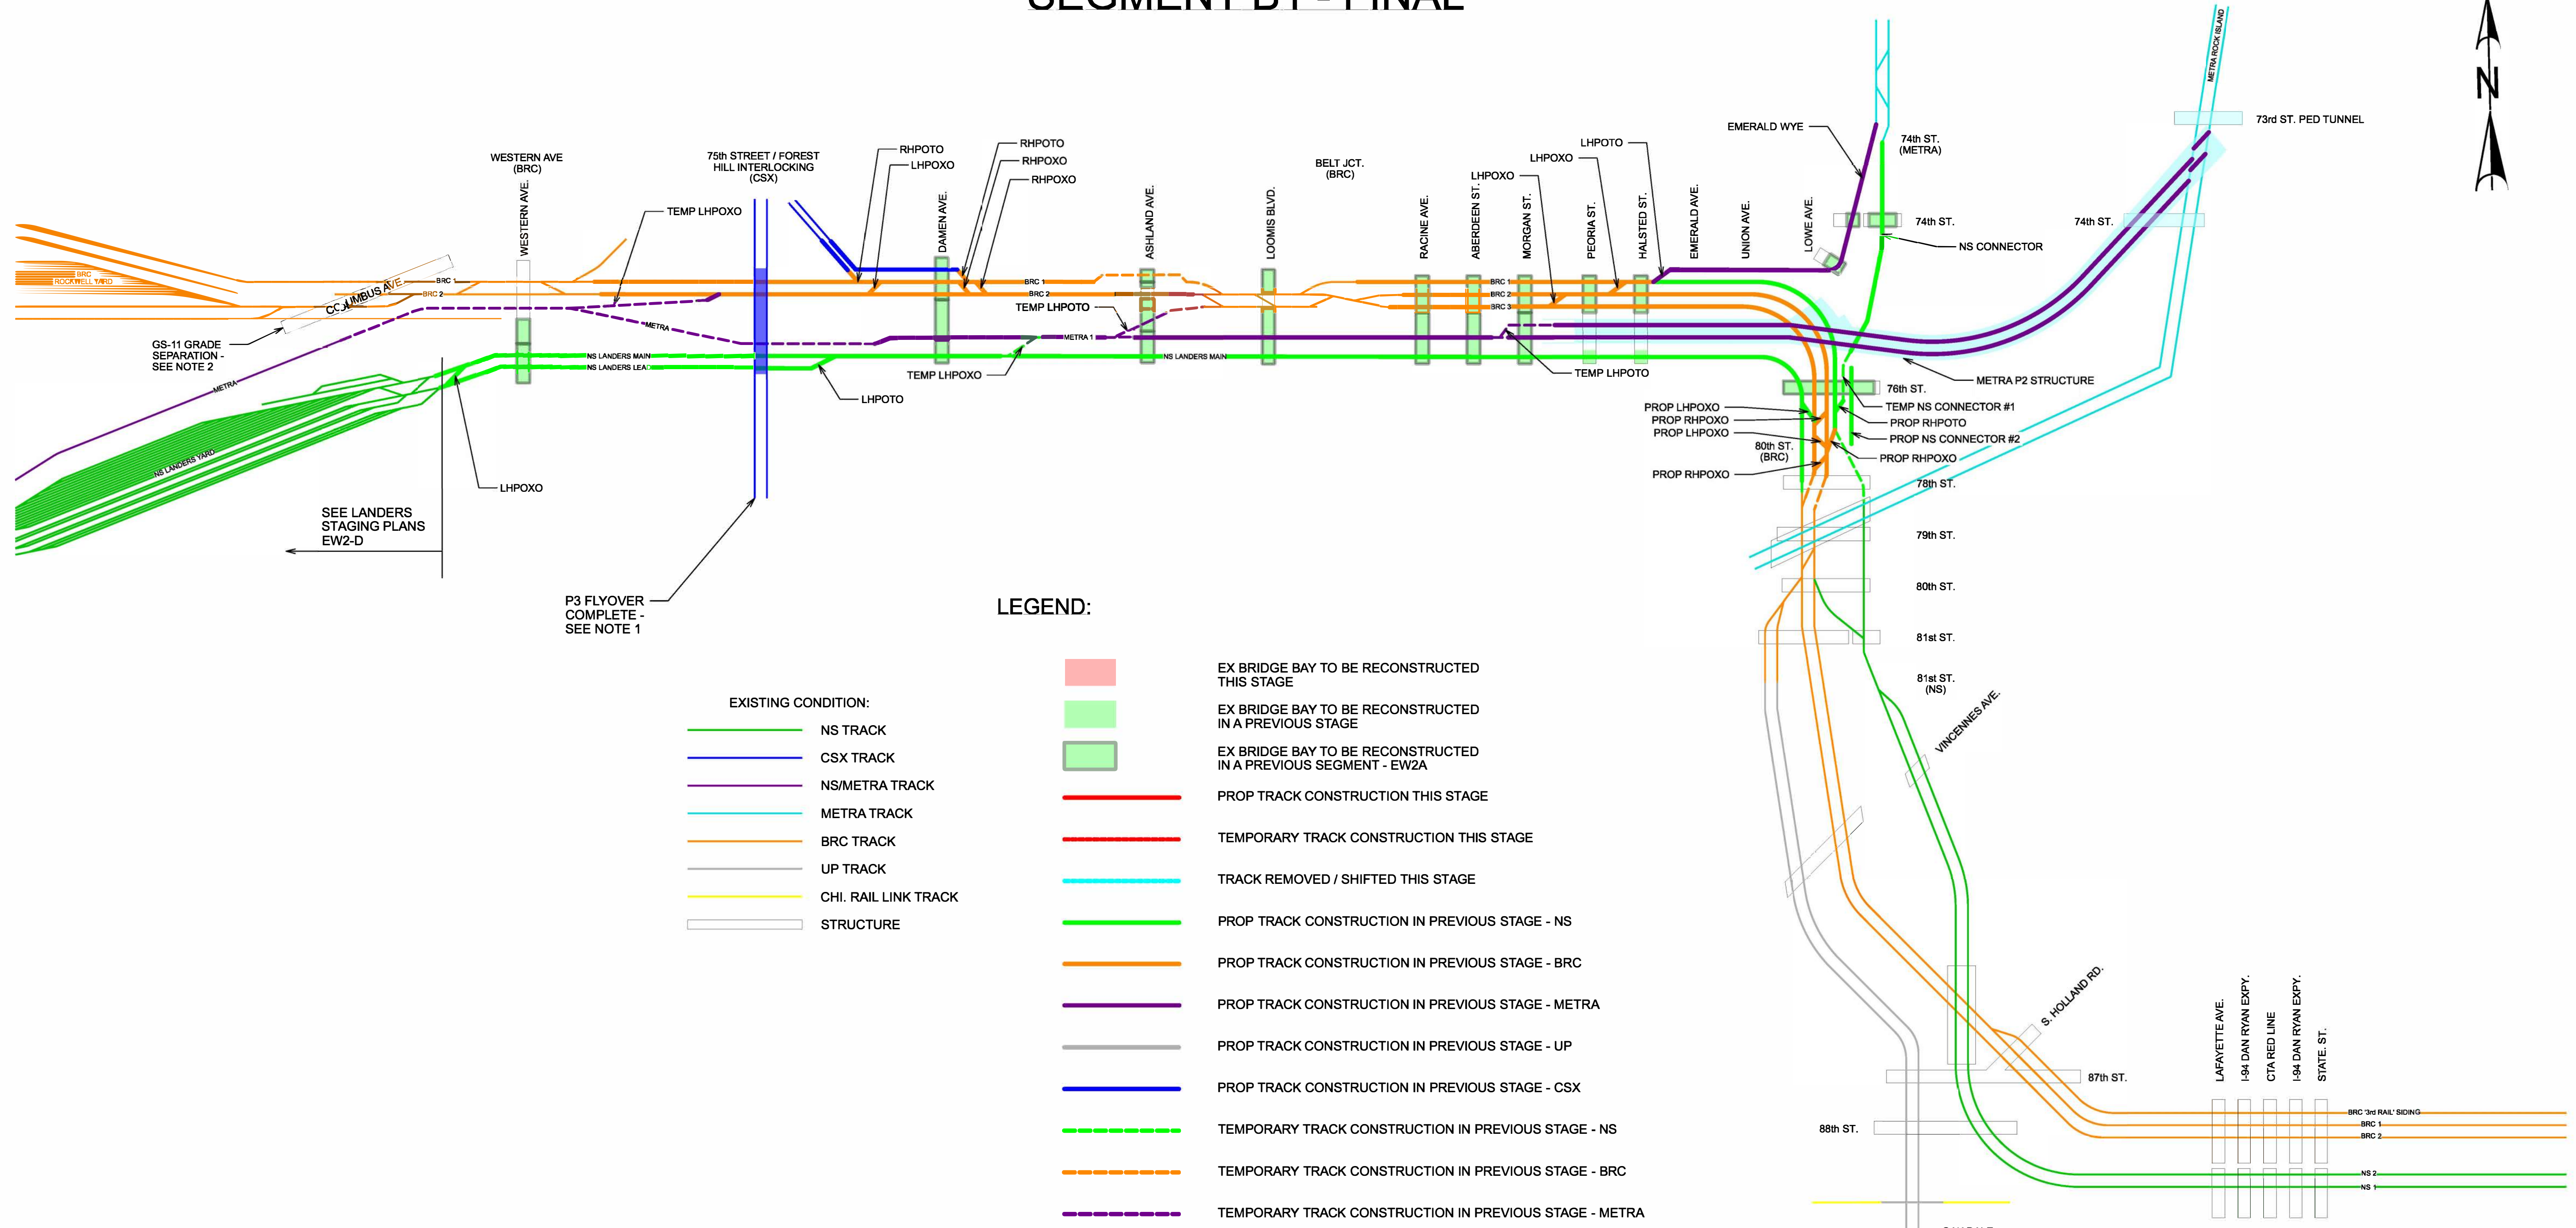 SEGMENT B1 - FINAL
N
METRA ROCK ISLAND
73rd ST. PED TUNNEL
EMERALD WYE
74th ST.
(METRA)
74th ST.
74th ST.
NS CONNECTOR
WESTERN AVE
(BRC)
WESTERN AVE.
75th STREET / FOREST
HILL INTERLOCKING
(CSX)
TEMP LHPOXO
RHPOTO
LHPOXO
DAMEN AVE.
RHPOTO
RHPOXO
RHPOXO
ASHLAND AVE.
LOOMIS BLVD.
BELT JCT.
(BRC)
RACINE AVE.
ABERDEEN ST.
MORGAN ST.
PEORIA ST.
HALSTED ST.
EMERALD AVE.
UNION AVE.
LOWE AVE.
LHPOXO
LHPOXO
LHPOTO
BRC
ROCKWELL YARD
COLUMBUS AVE.
BRC 1
BRC 2
BRC 1
BRC 2
BRC 1
BRC 2
BRC 3
TEMP LHPOTO
METRA
METRA 1
GS-11 GRADE
SEPARATION -
SEE NOTE 2
METRA
NS LANDERS MAIN
NS LANDERS LEAD
NS LANDERS MAIN
TEMP LHPOXO
LHPOTO
TEMP LHPOTO
NS LANDERS YARD
LHPOXO
SEE LANDERS
STAGING PLANS
EW2-D
P3 FLYOVER
COMPLETE -
SEE NOTE 1
METRA P2 STRUCTURE
76th ST.
TEMP NS CONNECTOR #1
PROP RHPOTO
PROP NS CONNECTOR #2
PROP RHPOXO
PROP LHPOXO
PROP RHPOXO
PROP LHPOXO
80th ST.
(BRC)
PROP RHPOXO
78th ST.
79th ST.
80th ST.
81st ST.
81st ST.
(NS)
VINCENNES AVE.
S. HOLLAND RD.
87th ST.
88th ST.
LAFAYETTE AVE.
I-94 DAN RYAN EXPY.
CTA RED LINE
I-94 DAN RYAN EXPY.
STATE. ST.
BRC '3rd RAIL' SIDING
BRC 1
BRC 2
NS 2
NS 1
LEGEND:
EXISTING CONDITION:
NS TRACK
CSX TRACK
NS/METRA TRACK
METRA TRACK
BRC TRACK
UP TRACK
CHI. RAIL LINK TRACK
STRUCTURE
EX BRIDGE BAY TO BE RECONSTRUCTED
THIS STAGE
EX BRIDGE BAY TO BE RECONSTRUCTED
IN A PREVIOUS STAGE
EX BRIDGE BAY TO BE RECONSTRUCTED
IN A PREVIOUS SEGMENT - EW2A
PROP TRACK CONSTRUCTION THIS STAGE
TEMPORARY TRACK CONSTRUCTION THIS STAGE
TRACK REMOVED / SHIFTED THIS STAGE
PROP TRACK CONSTRUCTION IN PREVIOUS STAGE - NS
PROP TRACK CONSTRUCTION IN PREVIOUS STAGE - BRC
PROP TRACK CONSTRUCTION IN PREVIOUS STAGE - METRA
PROP TRACK CONSTRUCTION IN PREVIOUS STAGE - UP
PROP TRACK CONSTRUCTION IN PREVIOUS STAGE - CSX
TEMPORARY TRACK CONSTRUCTION IN PREVIOUS STAGE - NS
TEMPORARY TRACK CONSTRUCTION IN PREVIOUS STAGE - BRC
TEMPORARY TRACK CONSTRUCTION IN PREVIOUS STAGE - METRA